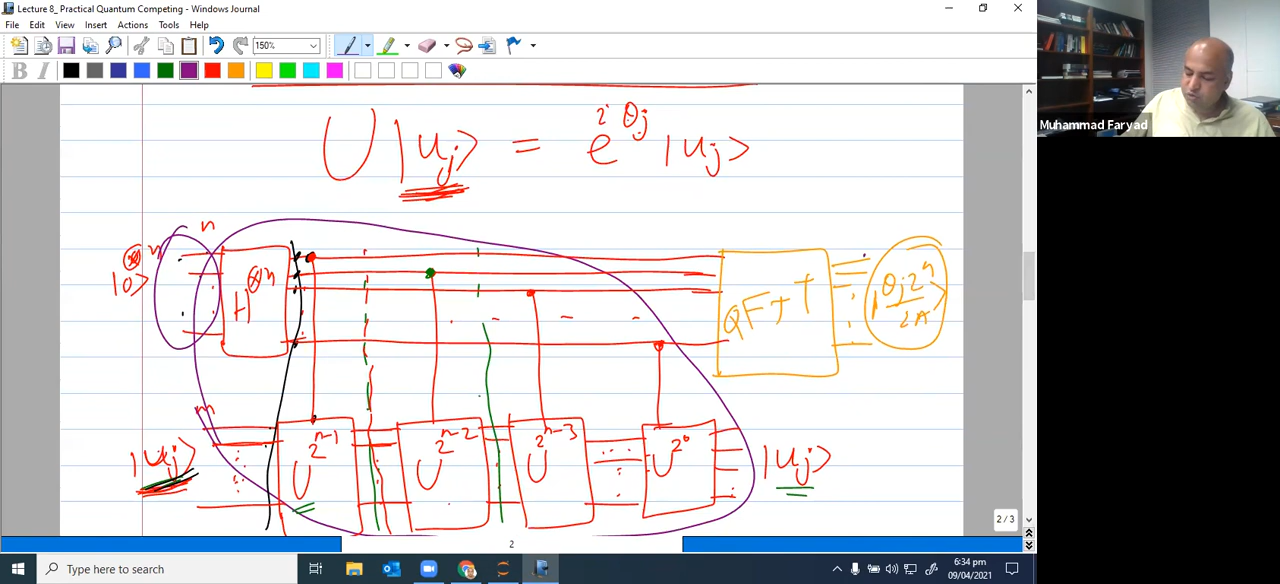 Lecture 8_ Practical Quantum Competing - Windows Journal
File Edit View Insert Actions Tools Help
150%
B I
Muhammad Faryad
U |uj> = e^{iθj} |uj>
n
|0>^{⊗n}
H^{⊗n}
QFT†
|θj 2^n / 2π>
m
|uj>
U^{2^{n-1}}
U^{2^{n-2}}
U^{2^{n-3}}
U^{2^0}
|uj>
2 / 3
2
Type here to search
6:34 pm
09/04/2021